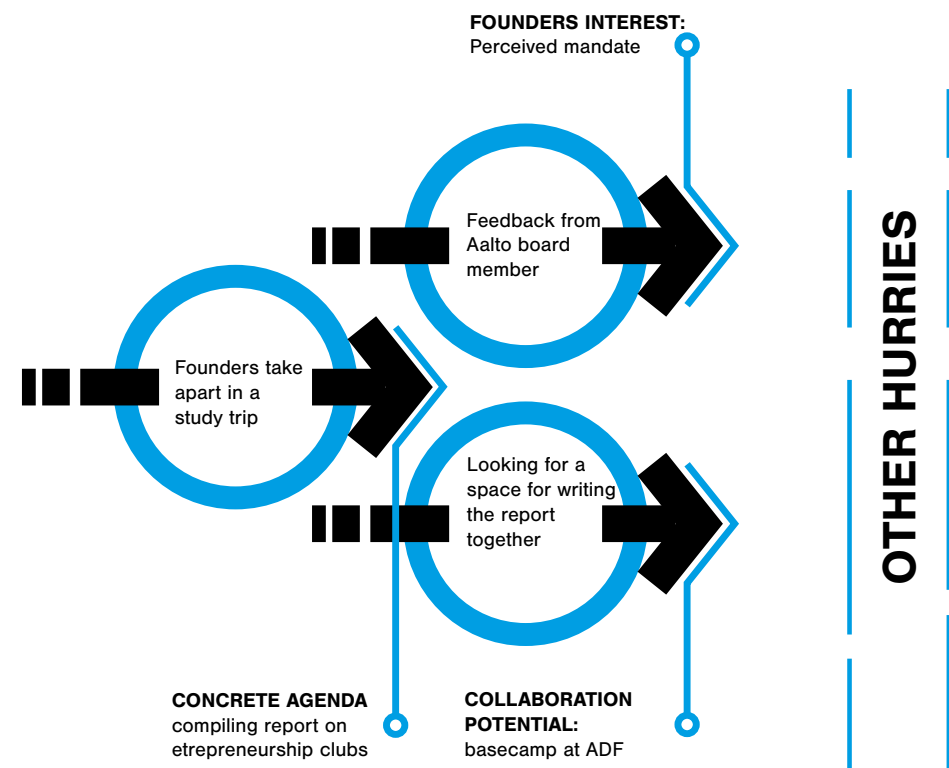 FOUNDERS INTEREST:
Perceived mandate
Feedback from
Aalto board
member
Founders take
apart in a
study trip
Looking for a
space for writing
the report
together
CONCRETE AGENDA
compiling report on
etrepreneurship clubs
COLLABORATION
POTENTIAL:
basecamp at ADF
OTHER HURRIES